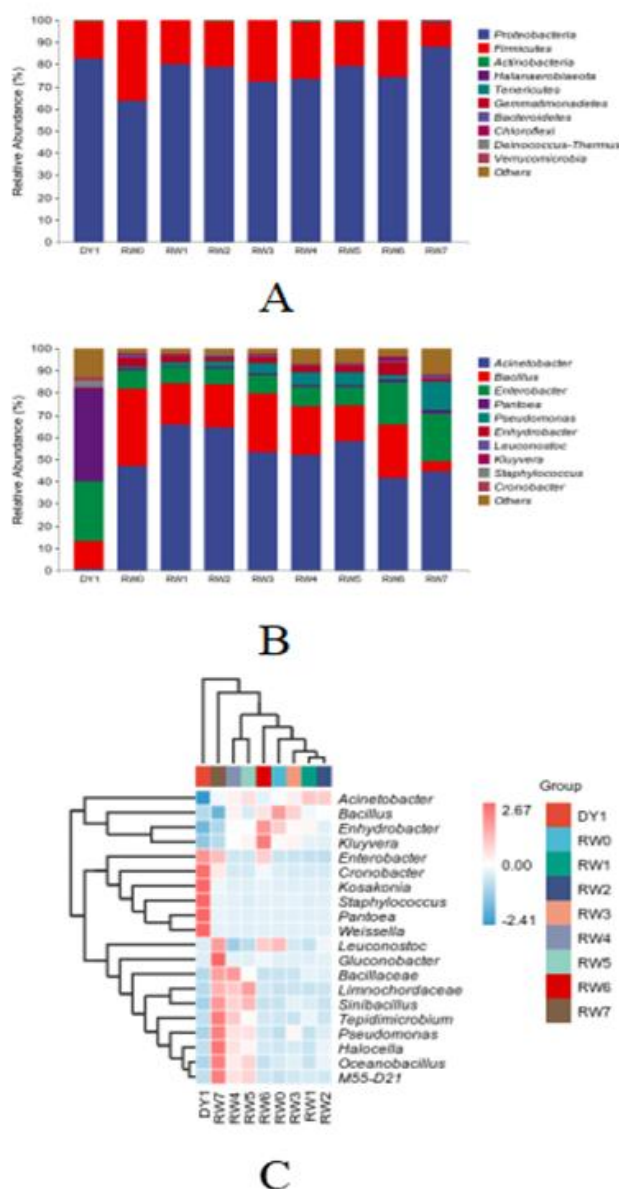 100
90
80
70
60
50
40
30
20
10
0
Relative Abundance (%)
DY1 RW0 RW1 RW2 RW3 RW4 RW5 RW6 RW7
Proteobacteria
Firmicutes
Actinobacteria
Halanaerobiaeota
Tenericutes
Gemmatimonadetes
Bacteroidetes
Chloroflexi
Deinococcus-Thermus
Verrucomicrobia
Others
A
100
90
80
70
60
50
40
30
20
10
0
Relative Abundance (%)
DY1 RW0 RW1 RW2 RW3 RW4 RW5 RW6 RW7
Acinetobacter
Bacillus
Enterobacter
Pantoea
Pseudomonas
Enhydrobacter
Leuconostoc
Kluyvera
Staphylococcus
Cronobacter
Others
B
Acinetobacter
Bacillus
Enhydrobacter
Kluyvera
Enterobacter
Cronobacter
Kosakonia
Staphylococcus
Pantoea
Weissella
Leuconostoc
Gluconobacter
Bacillaceae
Limnochordaceae
Sinibacillus
Tepidimicrobium
Pseudomonas
Halocella
Oceanobacillus
M55-D21
DY1 RW7 RW4 RW5 RW6 RW0 RW3 RW1 RW2
2.67
0.00
-2.41
Group
DY1
RW0
RW1
RW2
RW3
RW4
RW5
RW6
RW7
C